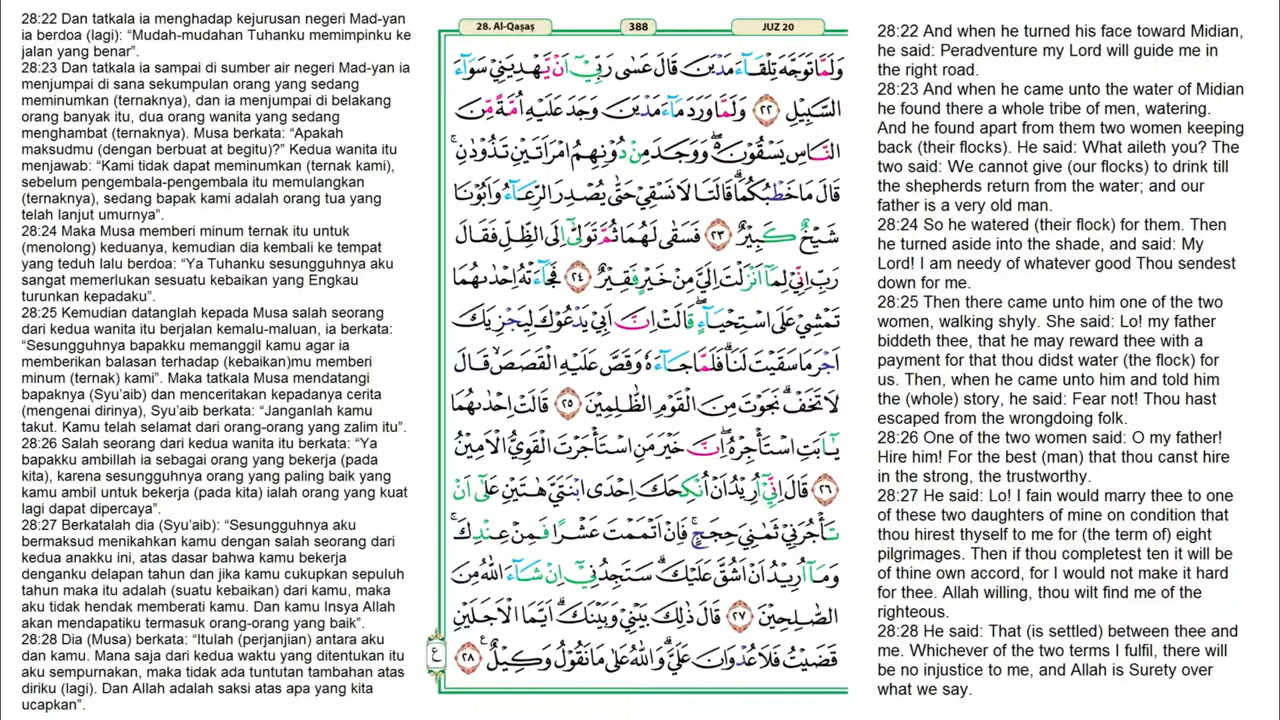 28:22 Dan tatkala ia menghadap kejurusan negeri Mad-yan
ia berdoa (lagi): “Mudah-mudahan Tuhanku memimpinku ke
jalan yang benar”.
28:23 Dan tatkala ia sampai di sumber air negeri Mad-yan ia
menjumpai di sana sekumpulan orang yang sedang
meminumkan (ternaknya), dan ia menjumpai di belakang
orang banyak itu, dua orang wanita yang sedang
menghambat (ternaknya). Musa berkata: “Apakah
maksudmu (dengan berbuat at begitu)?” Kedua wanita itu
menjawab: “Kami tidak dapat meminumkan (ternak kami),
sebelum pengembala-pengembala itu memulangkan
(ternaknya), sedang bapak kami adalah orang tua yang
telah lanjut umurnya”.
28:24 Maka Musa memberi minum ternak itu untuk
(menolong) keduanya, kemudian dia kembali ke tempat
yang teduh lalu berdoa: “Ya Tuhanku sesungguhnya aku
sangat memerlukan sesuatu kebaikan yang Engkau
turunkan kepadaku”.
28:25 Kemudian datanglah kepada Musa salah seorang
dari kedua wanita itu berjalan kemalu-maluan, ia berkata:
“Sesungguhnya bapakku memanggil kamu agar ia
memberikan balasan terhadap (kebaikan)mu memberi
minum (ternak) kami”. Maka tatkala Musa mendatangi
bapaknya (Syu’aib) dan menceritakan kepadanya cerita
(mengenai dirinya), Syu’aib berkata: “Janganlah kamu
takut. Kamu telah selamat dari orang-orang yang zalim itu”.
28:26 Salah seorang dari kedua wanita itu berkata: “Ya
bapakku ambillah ia sebagai orang yang bekerja (pada
kita), karena sesungguhnya orang yang paling baik yang
kamu ambil untuk bekerja (pada kita) ialah orang yang kuat
lagi dapat dipercaya”.
28:27 Berkatalah dia (Syu’aib): “Sesungguhnya aku
bermaksud menikahkan kamu dengan salah seorang dari
kedua anakku ini, atas dasar bahwa kamu bekerja
denganku delapan tahun dan jika kamu cukupkan sepuluh
tahun maka itu adalah (suatu kebaikan) dari kamu, maka
aku tidak hendak memberati kamu. Dan kamu Insya Allah
akan mendapatiku termasuk orang-orang yang baik”.
28:28 Dia (Musa) berkata: “Itulah (perjanjian) antara aku
dan kamu. Mana saja dari kedua waktu yang ditentukan itu
aku sempurnakan, maka tidak ada tuntutan tambahan atas
diriku (lagi). Dan Allah adalah saksi atas apa yang kita
ucapkan”.
28. Al-Qaṣaṣ 388 JUZ 20
وَلَمَّا تَوَجَّهَ تِلْقَآءَ مَدْيَنَ قَالَ عَسٰى رَبِّيْٓ اَنْ يَّهْدِيَنِيْ سَوَآءَ
السَّبِيْلِ ٢٢ وَلَمَّا وَرَدَ مَآءَ مَدْيَنَ وَجَدَ عَلَيْهِ اُمَّةً مِّنَ
النَّاسِ يَسْقُوْنَ ەۖ وَوَجَدَ مِنْ دُوْنِهِمُ امْرَاَتَيْنِ تَذُوْدٰنِۚ
قَالَ مَا خَطْبُكُمَاۗ قَالَتَا لَا نَسْقِيْ حَتّٰى يُصْدِرَ الرِّعَآءُ وَاَبُوْنَا
شَيْخٌ كَبِيْرٌ ٢٣ فَسَقٰى لَهُمَا ثُمَّ تَوَلّٰىٓ اِلَى الظِّلِّ فَقَالَ
رَبِّ اِنِّيْ لِمَآ اَنْزَلْتَ اِلَيَّ مِنْ خَيْرٍ فَقِيْرٌ ٢٤ فَجَآءَتْهُ اِحْدٰىهُمَا
تَمْشِيْ عَلَى اسْتِحْيَآءٍۖ قَالَتْ اِنَّ اَبِيْ يَدْعُوْكَ لِيَجْزِيَكَ
اَجْرَ مَا سَقَيْتَ لَنَاۗ فَلَمَّا جَآءَهٗ وَقَصَّ عَلَيْهِ الْقَصَصَۙ قَالَ
لَا تَخَفْۗ نَجَوْتَ مِنَ الْقَوْمِ الظّٰلِمِيْنَ ٢٥ قَالَتْ اِحْدٰىهُمَا
يٰٓاَبَتِ اسْتَأْجِرْهُۖ اِنَّ خَيْرَ مَنِ اسْتَأْجَرْتَ الْقَوِيُّ الْاَمِيْنُ
٢٦ قَالَ اِنِّيْٓ اُرِيْدُ اَنْ اُنْكِحَكَ اِحْدَى ابْنَتَيَّ هٰتَيْنِ عَلٰٓى اَنْ
تَأْجُرَنِيْ ثَمٰنِيَ حِجَجٍۚ فَاِنْ اَتْمَمْتَ عَشْرًا فَمِنْ عِنْدِكَۚ
وَمَآ اُرِيْدُ اَنْ اَشُقَّ عَلَيْكَۗ سَتَجِدُنِيْٓ اِنْ شَآءَ اللّٰهُ مِنَ
الصّٰلِحِيْنَ ٢٧ قَالَ ذٰلِكَ بَيْنِيْ وَبَيْنَكَۗ اَيَّمَا الْاَجَلَيْنِ
قَضَيْتُ فَلَا عُدْوَانَ عَلَيَّۗ وَاللّٰهُ عَلٰى مَا نَقُوْلُ وَكِيْلٌ ࣖ ٢٨
ع
28:22 And when he turned his face toward Midian,
he said: Peradventure my Lord will guide me in
the right road.
28:23 And when he came unto the water of Midian
he found there a whole tribe of men, watering.
And he found apart from them two women keeping
back (their flocks). He said: What aileth you? The
two said: We cannot give (our flocks) to drink till
the shepherds return from the water; and our
father is a very old man.
28:24 So he watered (their flock) for them. Then
he turned aside into the shade, and said: My
Lord! I am needy of whatever good Thou sendest
down for me.
28:25 Then there came unto him one of the two
women, walking shyly. She said: Lo! my father
biddeth thee, that he may reward thee with a
payment for that thou didst water (the flock) for
us. Then, when he came unto him and told him
the (whole) story, he said: Fear not! Thou hast
escaped from the wrongdoing folk.
28:26 One of the two women said: O my father!
Hire him! For the best (man) that thou canst hire
in the strong, the trustworthy.
28:27 He said: Lo! I fain would marry thee to one
of these two daughters of mine on condition that
thou hirest thyself to me for (the term of) eight
pilgrimages. Then if thou completest ten it will be
of thine own accord, for I would not make it hard
for thee. Allah willing, thou wilt find me of the
righteous.
28:28 He said: That (is settled) between thee and
me. Whichever of the two terms I fulfil, there will
be no injustice to me, and Allah is Surety over
what we say.